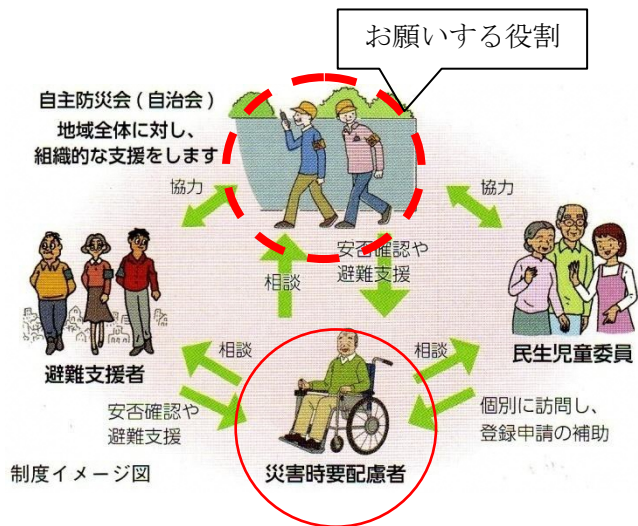 お願いする役割
自主防災会(自治会)
地域全体に対し、
組織的な支援をします
協力
協力
相談
安否確認や
避難支援
避難支援者
相談
相談
民生児童委員
安否確認や
避難支援
個別に訪問し、
登録申請の補助
制度イメージ図
災害時要配慮者